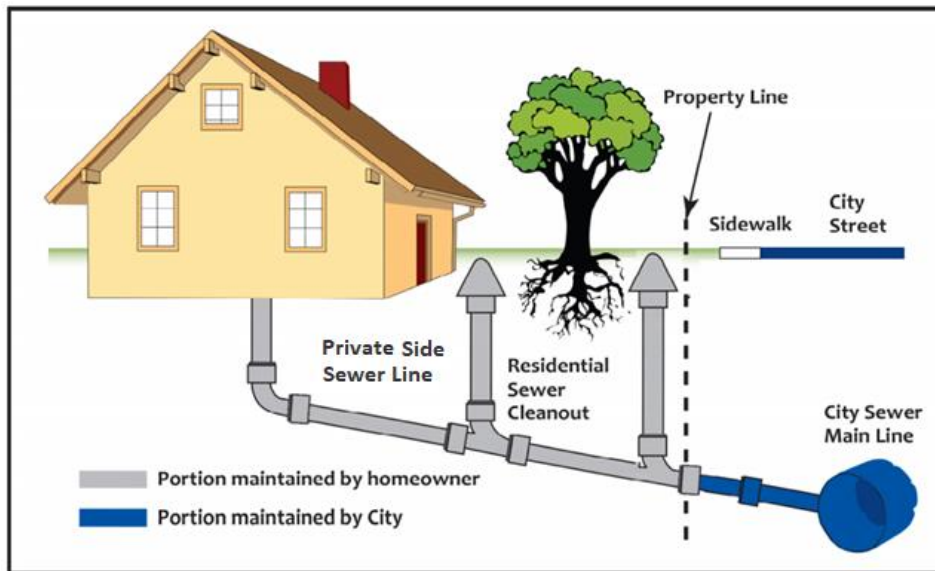 Property Line
Sidewalk
City
Street
Private Side
Sewer Line
Residential
Sewer
Cleanout
City Sewer
Main Line
Portion maintained by homeowner
Portion maintained by City